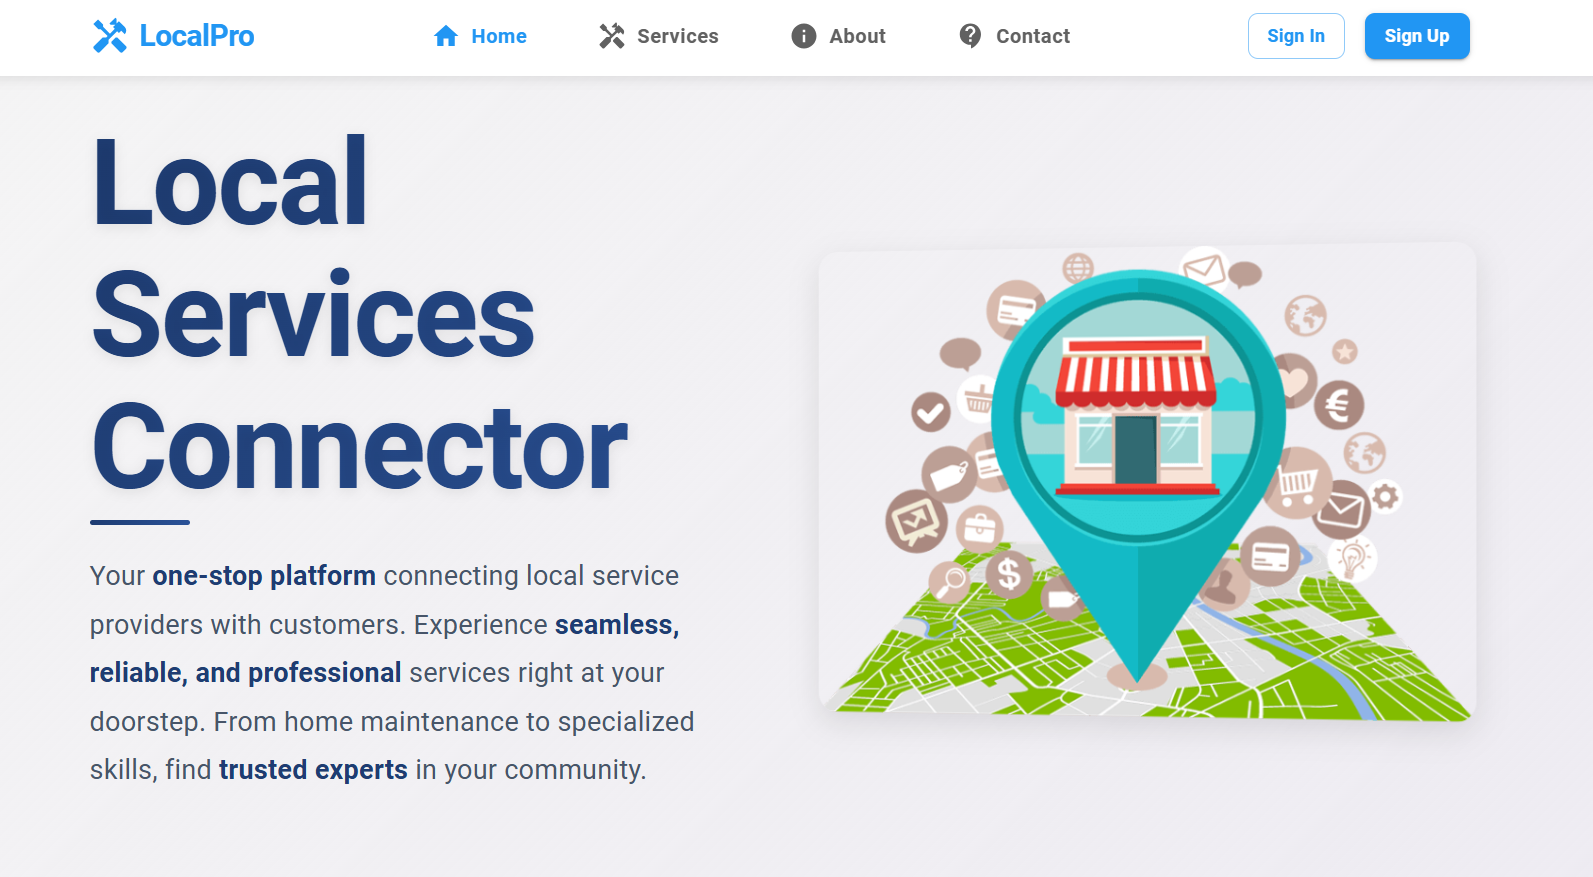 LocalPro
Home
Services
About
Contact
Sign In
Sign Up
Local
Services
Connector
Your one-stop platform connecting local service
providers with customers. Experience seamless,
reliable, and professional services right at your
doorstep. From home maintenance to specialized
skills, find trusted experts in your community.